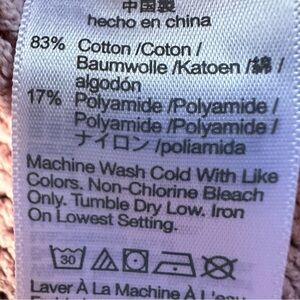 中国製
hecho en china
83% Cotton /Coton /
Baumwolle /Katoen /綿 /
algodón
17% Polyamide /Polyamide /
Polyamide /Polyamide /
ナイロン /poliamida
Machine Wash Cold With Like
Colors. Non-Chlorine Bleach
Only. Tumble Dry Low. Iron
On Lowest Setting.
30
Laver À La Machine À L'eau